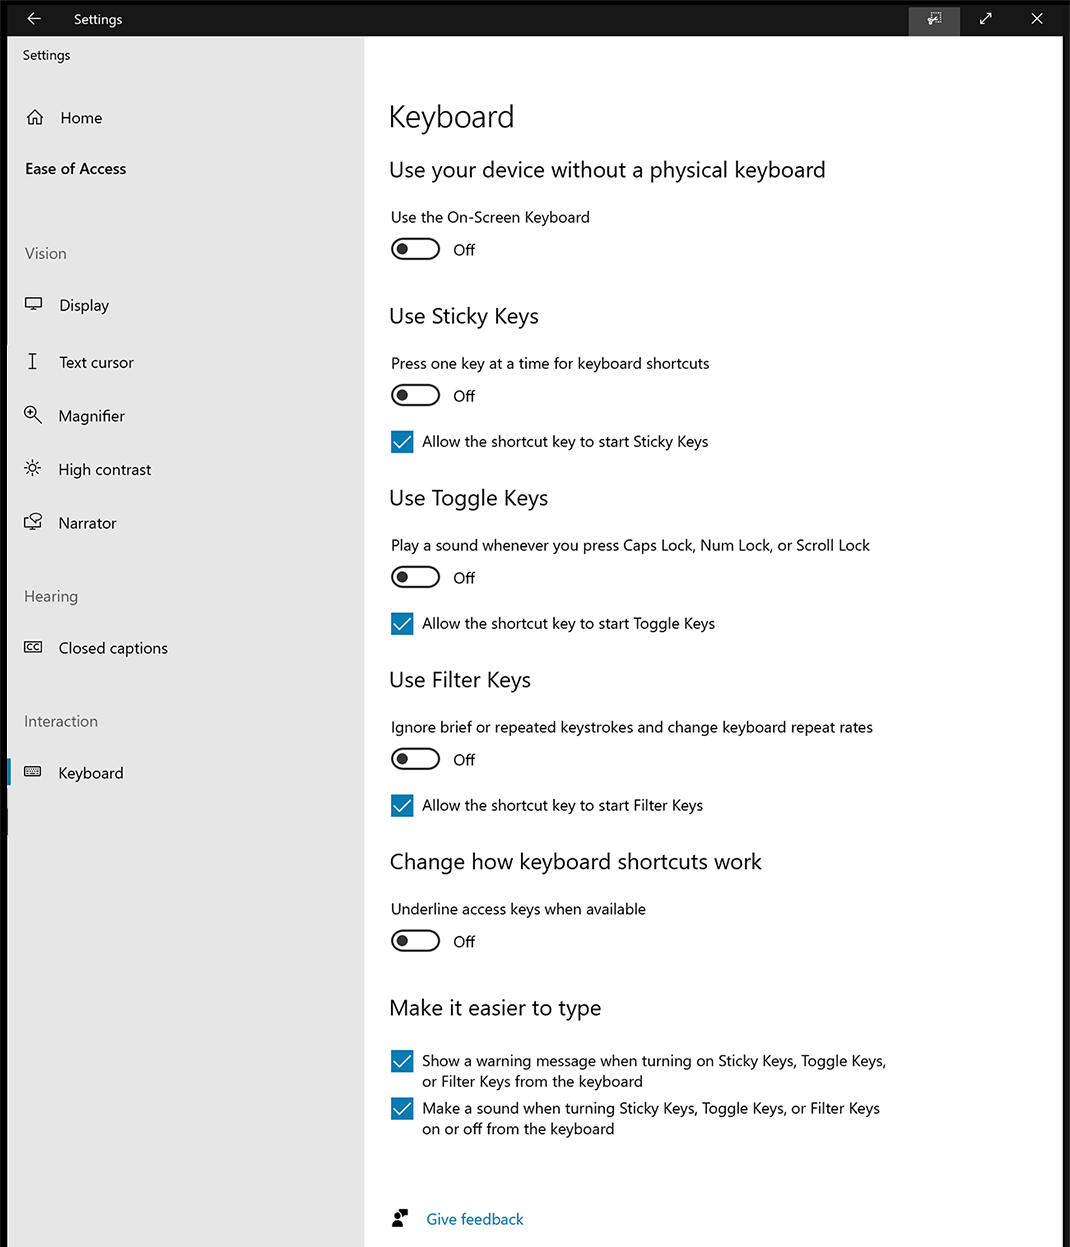 Settings
Settings
Home
Ease of Access
Vision
Display
Text cursor
Magnifier
High contrast
Narrator
Hearing
CC Closed captions
Interaction
Keyboard
Keyboard
Use your device without a physical keyboard
Use the On-Screen Keyboard
Off
Use Sticky Keys
Press one key at a time for keyboard shortcuts
Off
Allow the shortcut key to start Sticky Keys
Use Toggle Keys
Play a sound whenever you press Caps Lock, Num Lock, or Scroll Lock
Off
Allow the shortcut key to start Toggle Keys
Use Filter Keys
Ignore brief or repeated keystrokes and change keyboard repeat rates
Off
Allow the shortcut key to start Filter Keys
Change how keyboard shortcuts work
Underline access keys when available
Off
Make it easier to type
Show a warning message when turning on Sticky Keys, Toggle Keys,
or Filter Keys from the keyboard
Make a sound when turning Sticky Keys, Toggle Keys, or Filter Keys
on or off from the keyboard
Give feedback